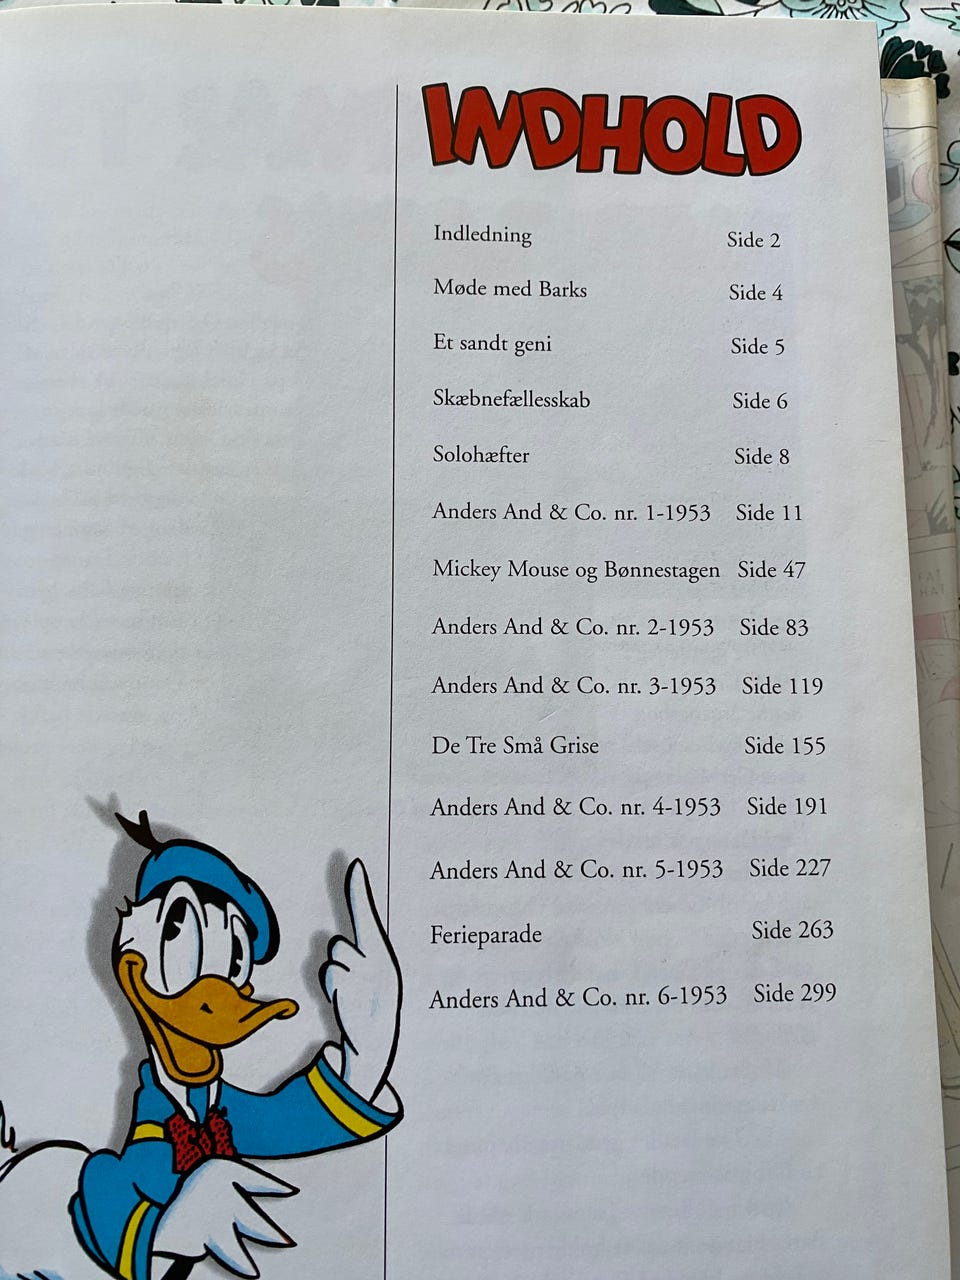 INDHOLD
Indledning Side 2
Møde med Barks Side 4
Et sandt geni Side 5
Skæbnefællesskab Side 6
Solohæfter Side 8
Anders And & Co. nr. 1-1953 Side 11
Mickey Mouse og Bønnestagen Side 47
Anders And & Co. nr. 2-1953 Side 83
Anders And & Co. nr. 3-1953 Side 119
De Tre Små Grise Side 155
Anders And & Co. nr. 4-1953 Side 191
Anders And & Co. nr. 5-1953 Side 227
Ferieparade Side 263
Anders And & Co. nr. 6-1953 Side 299